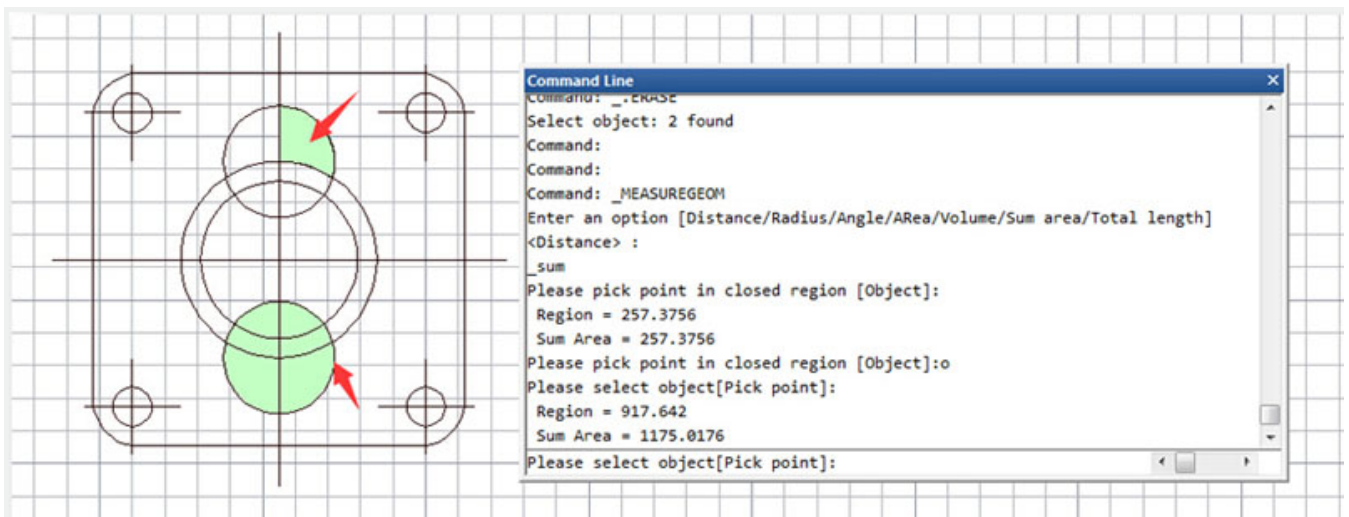 Command Line
Command: _.ERASE
Select object: 2 found
Command:
Command:
Command: _MEASUREGEOM
Enter an option [Distance/Radius/Angle/ARea/Volume/Sum area/Total length]
<Distance> :
_sum
Please pick point in closed region [Object]:
Region = 257.3756
Sum Area = 257.3756
Please pick point in closed region [Object]:o
Please select object[Pick point]:
Region = 917.642
Sum Area = 1175.0176
Please select object[Pick point]: